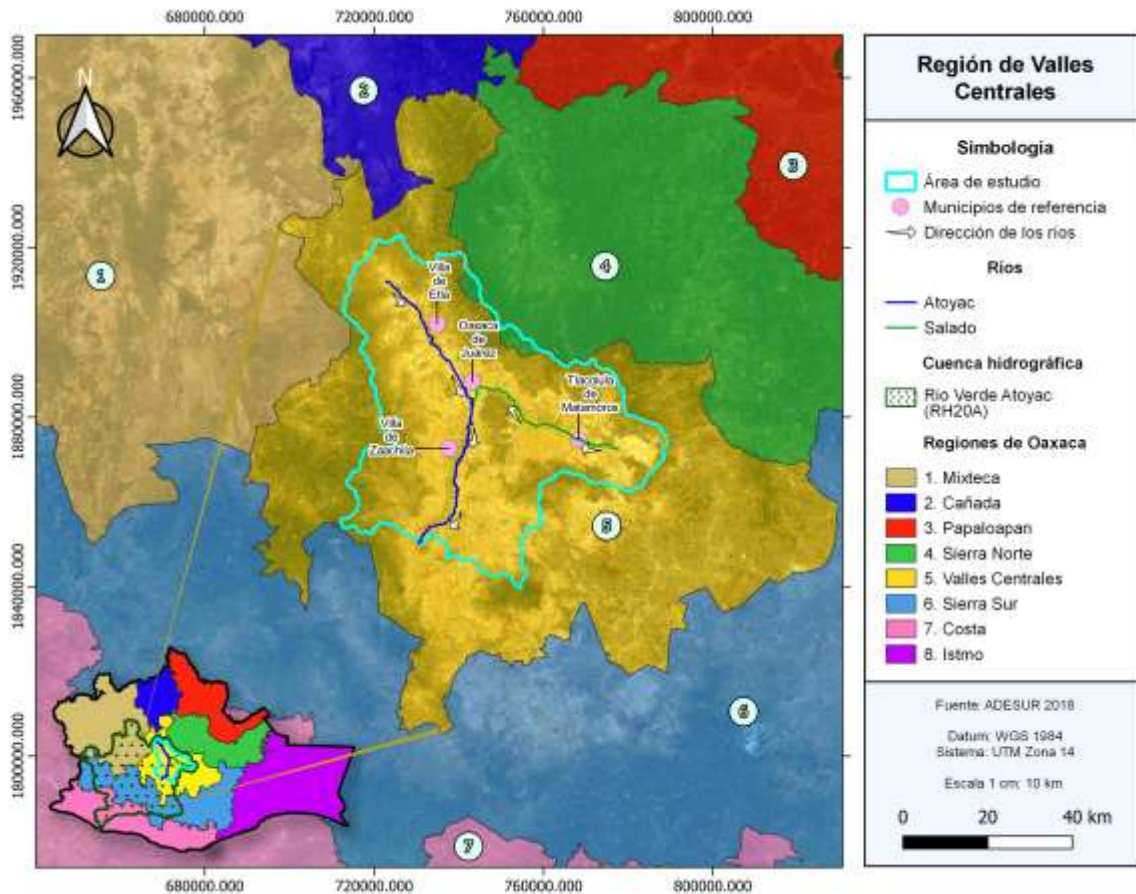 680000.000 720000.000 760000.000 800000.000
1960000.000
1920000.000
1880000.000
1840000.000
1800000.000
N
2
3
1
4
Villa
de
Etla
Oaxaca
de
Juárez
Tlacolula
de
Matamoros
Villa
de
Zaachila
5
6
7
680000.000 720000.000 760000.000 800000.000
Región de Valles
Centrales
Simbología
Área de estudio
Municipios de referencia
Dirección de los ríos
Ríos
Atoyac
Salado
Cuenca hidrográfica
Río Verde Atoyac
(RH20A)
Regiones de Oaxaca
1. Mixteca
2. Cañada
3. Papaloapan
4. Sierra Norte
5. Valles Centrales
6. Sierra Sur
7. Costa
8. Istmo
Fuente: ADESUR 2018
Datum: WGS 1984
Sistema: UTM Zona 14
Escala 1 cm: 10 km
0 20 40 km